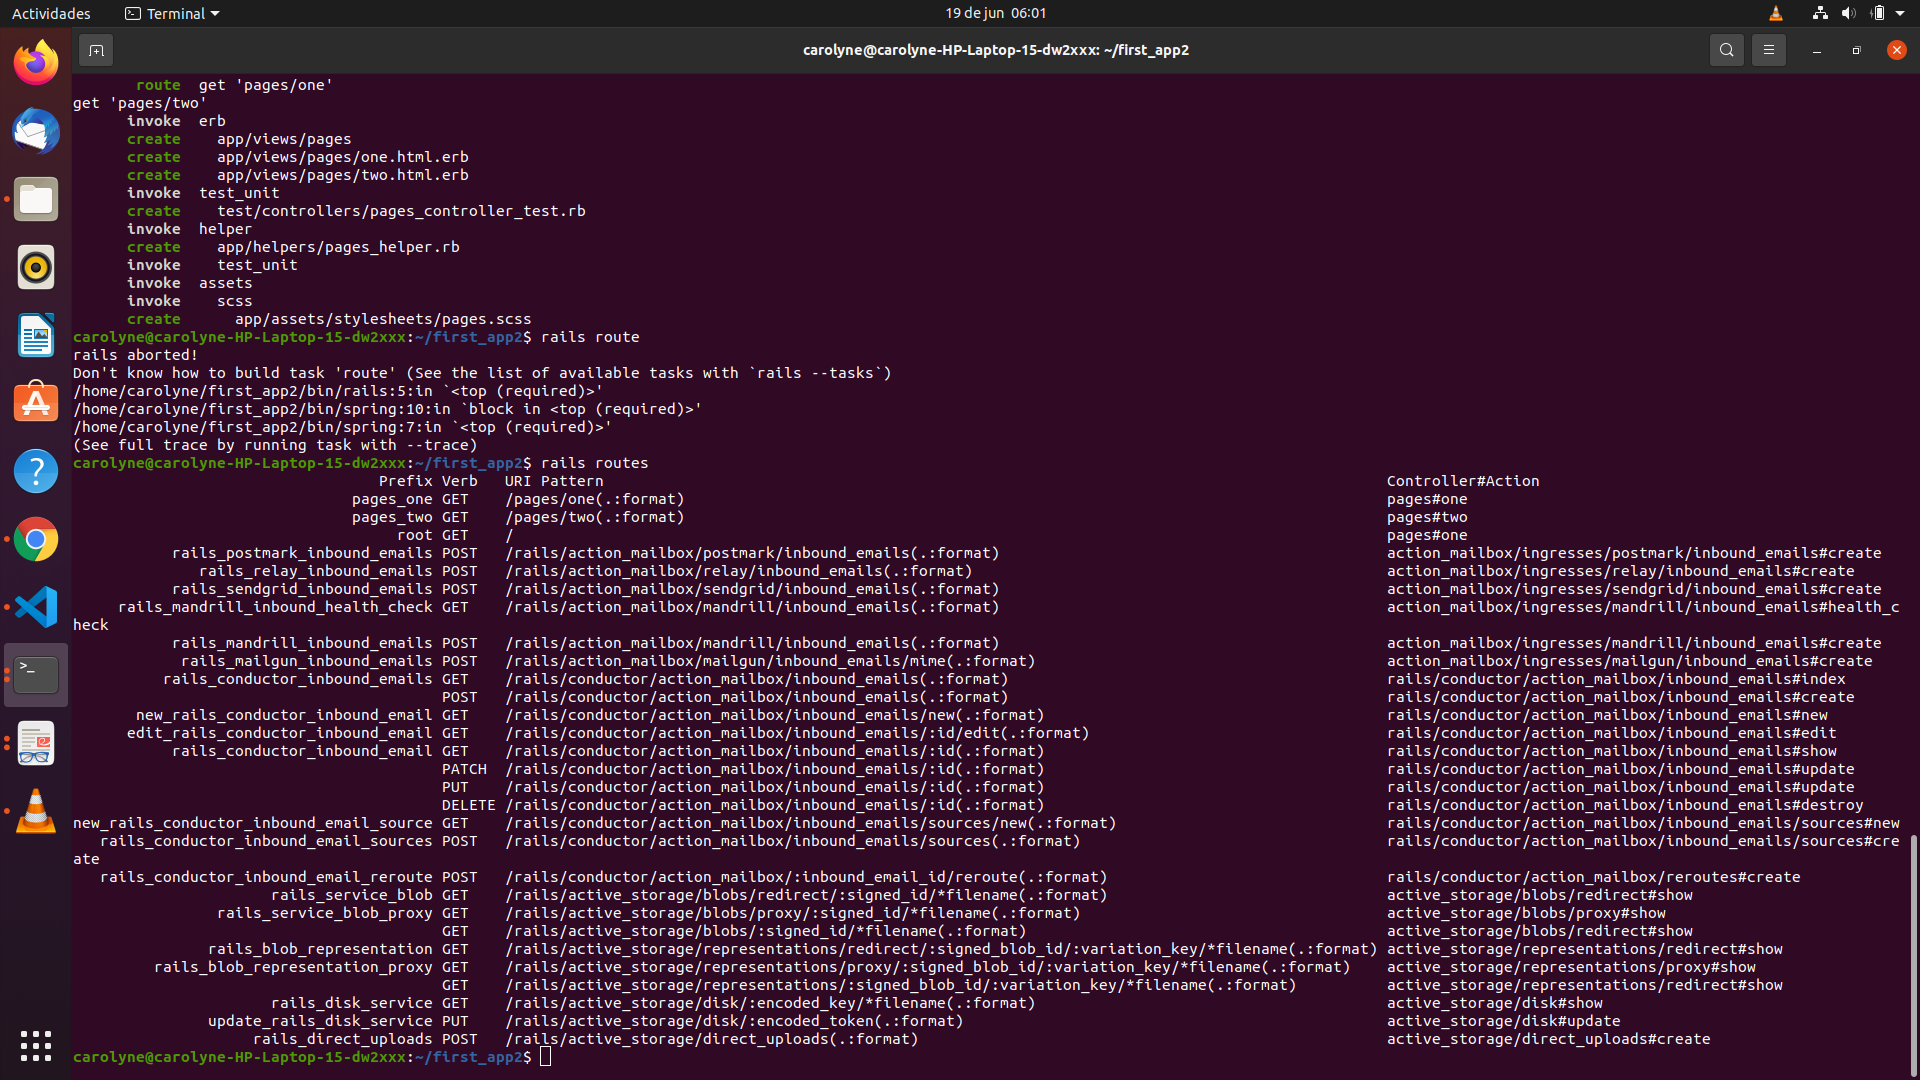 Actividades Terminal 19 de jun 06:01
carolyne@carolyne-HP-Laptop-15-dw2xxx: ~/first_app2
route get 'pages/one'
get 'pages/two'
invoke erb
create app/views/pages
create app/views/pages/one.html.erb
create app/views/pages/two.html.erb
invoke test_unit
create test/controllers/pages_controller_test.rb
invoke helper
create app/helpers/pages_helper.rb
invoke test_unit
invoke assets
invoke scss
create app/assets/stylesheets/pages.scss
carolyne@carolyne-HP-Laptop-15-dw2xxx:~/first_app2$ rails route
rails aborted!
Don't know how to build task 'route' (See the list of available tasks with `rails --tasks`)
/home/carolyne/first_app2/bin/rails:5:in `<top (required)>'
/home/carolyne/first_app2/bin/spring:10:in `block in <top (required)>'
/home/carolyne/first_app2/bin/spring:7:in `<top (required)>'
(See full trace by running task with --trace)
carolyne@carolyne-HP-Laptop-15-dw2xxx:~/first_app2$ rails routes
Prefix Verb URI Pattern Controller#Action
pages_one GET /pages/one(.:format) pages#one
pages_two GET /pages/two(.:format) pages#two
root GET / pages#one
rails_postmark_inbound_emails POST /rails/action_mailbox/postmark/inbound_emails(.:format) action_mailbox/ingresses/postmark/inbound_emails#create
rails_relay_inbound_emails POST /rails/action_mailbox/relay/inbound_emails(.:format) action_mailbox/ingresses/relay/inbound_emails#create
rails_sendgrid_inbound_emails POST /rails/action_mailbox/sendgrid/inbound_emails(.:format) action_mailbox/ingresses/sendgrid/inbound_emails#create
rails_mandrill_inbound_health_check GET /rails/action_mailbox/mandrill/inbound_emails(.:format) action_mailbox/ingresses/mandrill/inbound_emails#health_c
heck
rails_mandrill_inbound_emails POST /rails/action_mailbox/mandrill/inbound_emails(.:format) action_mailbox/ingresses/mandrill/inbound_emails#create
rails_mailgun_inbound_emails POST /rails/action_mailbox/mailgun/inbound_emails/mime(.:format) action_mailbox/ingresses/mailgun/inbound_emails#create
rails_conductor_inbound_emails GET /rails/conductor/action_mailbox/inbound_emails(.:format) rails/conductor/action_mailbox/inbound_emails#index
POST /rails/conductor/action_mailbox/inbound_emails(.:format) rails/conductor/action_mailbox/inbound_emails#create
new_rails_conductor_inbound_email GET /rails/conductor/action_mailbox/inbound_emails/new(.:format) rails/conductor/action_mailbox/inbound_emails#new
edit_rails_conductor_inbound_email GET /rails/conductor/action_mailbox/inbound_emails/:id/edit(.:format) rails/conductor/action_mailbox/inbound_emails#edit
rails_conductor_inbound_email GET /rails/conductor/action_mailbox/inbound_emails/:id(.:format) rails/conductor/action_mailbox/inbound_emails#show
PATCH /rails/conductor/action_mailbox/inbound_emails/:id(.:format) rails/conductor/action_mailbox/inbound_emails#update
PUT /rails/conductor/action_mailbox/inbound_emails/:id(.:format) rails/conductor/action_mailbox/inbound_emails#update
DELETE /rails/conductor/action_mailbox/inbound_emails/:id(.:format) rails/conductor/action_mailbox/inbound_emails#destroy
new_rails_conductor_inbound_email_source GET /rails/conductor/action_mailbox/inbound_emails/sources/new(.:format) rails/conductor/action_mailbox/inbound_emails/sources#new
rails_conductor_inbound_email_sources POST /rails/conductor/action_mailbox/inbound_emails/sources(.:format) rails/conductor/action_mailbox/inbound_emails/sources#cre
ate
rails_conductor_inbound_email_reroute POST /rails/conductor/action_mailbox/:inbound_email_id/reroute(.:format) rails/conductor/action_mailbox/reroutes#create
rails_service_blob GET /rails/active_storage/blobs/redirect/:signed_id/*filename(.:format) active_storage/blobs/redirect#show
rails_service_blob_proxy GET /rails/active_storage/blobs/proxy/:signed_id/*filename(.:format) active_storage/blobs/proxy#show
GET /rails/active_storage/blobs/:signed_id/*filename(.:format) active_storage/blobs/redirect#show
rails_blob_representation GET /rails/active_storage/representations/redirect/:signed_blob_id/:variation_key/*filename(.:format) active_storage/representations/redirect#show
rails_blob_representation_proxy GET /rails/active_storage/representations/proxy/:signed_blob_id/:variation_key/*filename(.:format) active_storage/representations/proxy#show
GET /rails/active_storage/representations/:signed_blob_id/:variation_key/*filename(.:format) active_storage/representations/redirect#show
rails_disk_service GET /rails/active_storage/disk/:encoded_key/*filename(.:format) active_storage/disk#show
update_rails_disk_service PUT /rails/active_storage/disk/:encoded_token(.:format) active_storage/disk#update
rails_direct_uploads POST /rails/active_storage/direct_uploads(.:format) active_storage/direct_uploads#create
carolyne@carolyne-HP-Laptop-15-dw2xxx:~/first_app2$